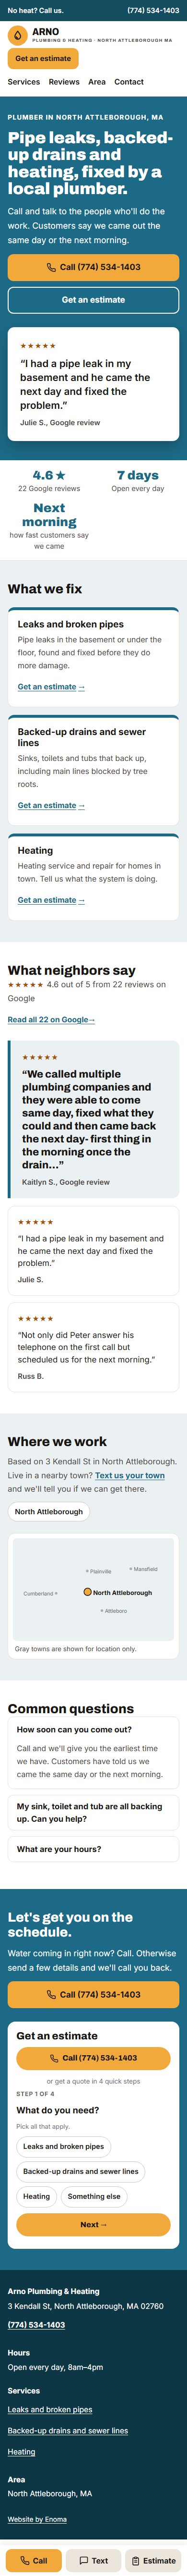 No heat? Call us. (774) 534-1403
ARNO
PLUMBING & HEATING · NORTH ATTLEBOROUGH MA
Get an estimate
Services Reviews Area Contact
PLUMBER IN NORTH ATTLEBOROUGH, MA
Pipe leaks, backed-
up drains and
heating, fixed by a
local plumber.
Call and talk to the people who'll do the
work. Customers say we came out the
same day or the next morning.
Call (774) 534-1403
Get an estimate
★★★★★
“I had a pipe leak in my
basement and he came the
next day and fixed the
problem.”
Julie S., Google review
4.6 ★
22 Google reviews
7 days
Open every day
Next
morning
how fast customers say
we came
What we fix
Leaks and broken pipes
Pipe leaks in the basement or under the
floor, found and fixed before they do
more damage.
Get an estimate →
Backed-up drains and sewer
lines
Sinks, toilets and tubs that back up,
including main lines blocked by tree
roots.
Get an estimate →
Heating
Heating service and repair for homes in
town. Tell us what the system is doing.
Get an estimate →
What neighbors say
★★★★★ 4.6 out of 5 from 22 reviews on
Google
Read all 22 on Google→
★★★★★
“We called multiple
plumbing companies and
they were able to come
same day, fixed what they
could and then came back
the next day- first thing in
the morning once the
drain...”
Kaitlyn S., Google review
★★★★★
“I had a pipe leak in my basement and
he came the next day and fixed the
problem.”
Julie S.
★★★★★
“Not only did Peter answer his
telephone on the first call but
scheduled us for the next morning.”
Russ B.
Where we work
Based on 3 Kendall St in North Attleborough.
Live in a nearby town? Text us your town
and we'll tell you if we can get there.
North Attleborough
Mansfield
Plainville
Cumberland
North Attleborough
Attleboro
Gray towns are shown for location only.
Common questions
How soon can you come out?
Call and we'll give you the earliest time
we have. Customers have told us we
came the same day or the next morning.
My sink, toilet and tub are all backing
up. Can you help?
What are your hours?
Let's get you on the
schedule.
Water coming in right now? Call. Otherwise
send a few details and we'll call you back.
Call (774) 534-1403
Get an estimate
Call (774) 534-1403
or get a quote in 4 quick steps
STEP 1 OF 4
What do you need?
Pick all that apply.
Leaks and broken pipes
Backed-up drains and sewer lines
Heating Something else
Next →
Arno Plumbing & Heating
3 Kendall St, North Attleborough, MA 02760
(774) 534-1403
Hours
Open every day, 8am–4pm
Services
Leaks and broken pipes
Backed-up drains and sewer lines
Heating
Area
North Attleborough, MA
Website by Enoma
Call Text Estimate